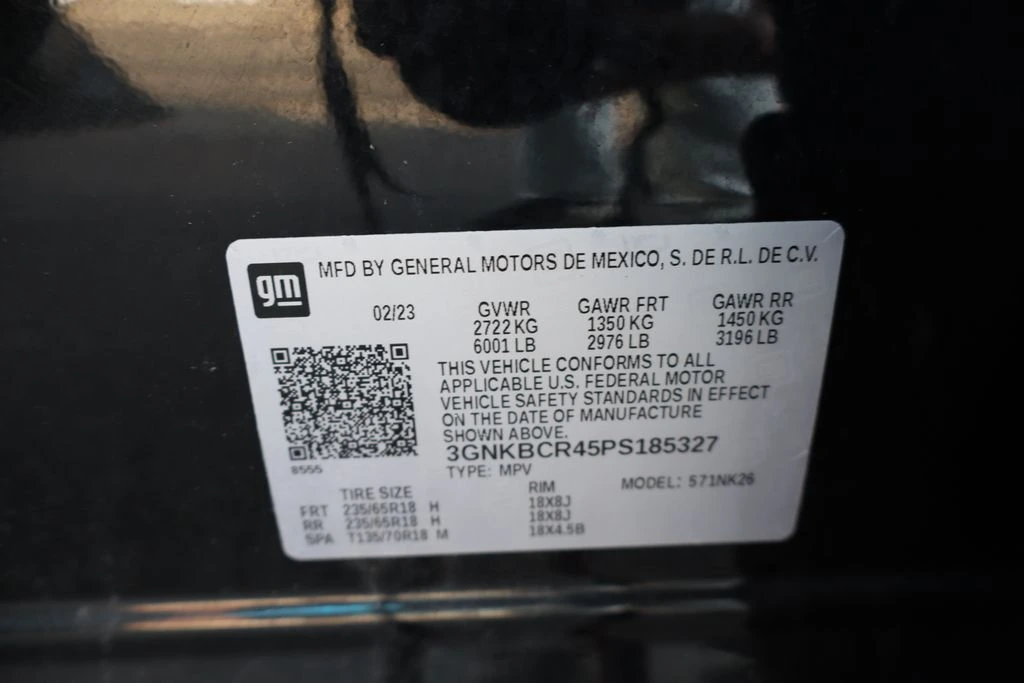 gm
MFD BY GENERAL MOTORS DE MEXICO, S. DE R.L. DE C.V.
02/23
GVWR GAWR FRT GAWR RR
2722 KG 1350 KG 1450 KG
6001 LB 2976 LB 3196 LB
THIS VEHICLE CONFORMS TO ALL
APPLICABLE U.S. FEDERAL MOTOR
VEHICLE SAFETY STANDARDS IN EFFECT
ON THE DATE OF MANUFACTURE
SHOWN ABOVE.
3GNKBCR45PS185327
8555
TYPE: MPV
MODEL: 571NK26
TIRE SIZE RIM
FRT 235/65R18 H 18X8J
RR 235/65R18 H 18X8J
SPA T135/70R18 M 18X4.5B